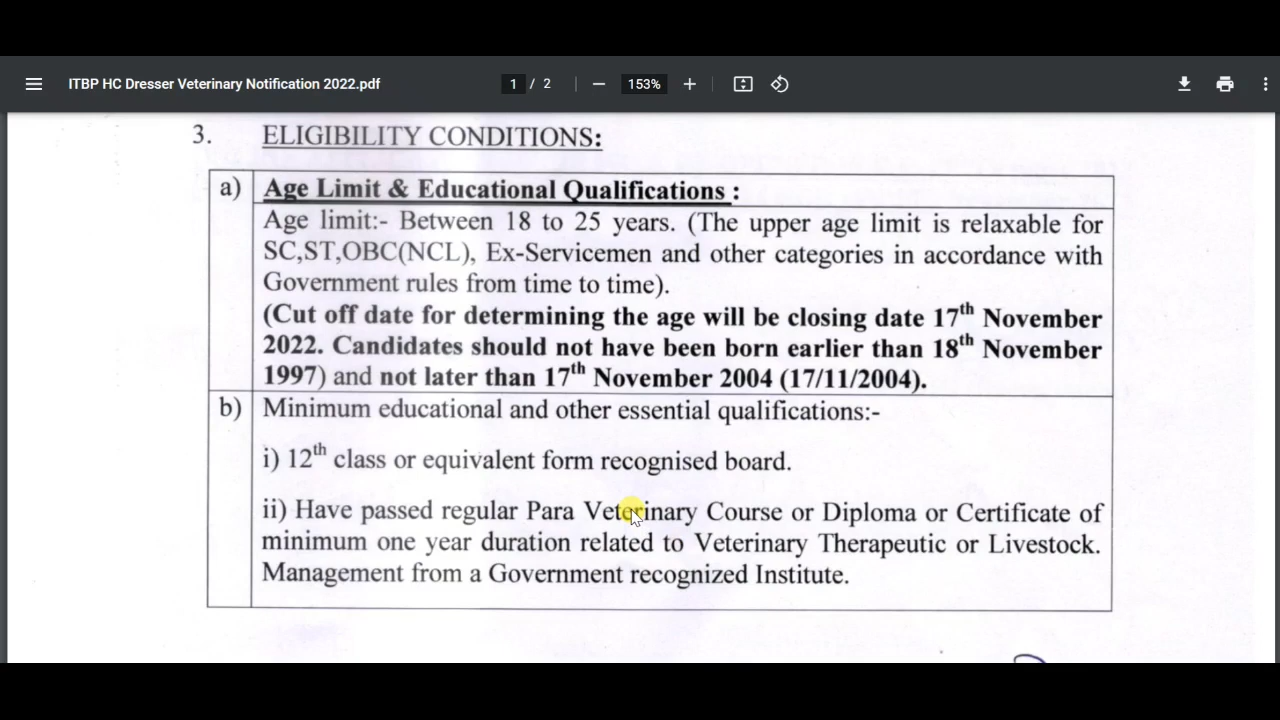 ITBP HC Dresser Veterinary Notification 2022.pdf 1 / 2 153%
3. ELIGIBILITY CONDITIONS:
a) Age Limit & Educational Qualifications :
Age limit:- Between 18 to 25 years. (The upper age limit is relaxable for
SC,ST,OBC(NCL), Ex-Servicemen and other categories in accordance with
Government rules from time to time).
(Cut off date for determining the age will be closing date 17th November
2022. Candidates should not have been born earlier than 18th November
1997) and not later than 17th November 2004 (17/11/2004).
b) Minimum educational and other essential qualifications:-
i) 12th class or equivalent form recognised board.
ii) Have passed regular Para Veterinary Course or Diploma or Certificate of
minimum one year duration related to Veterinary Therapeutic or Livestock.
Management from a Government recognized Institute.